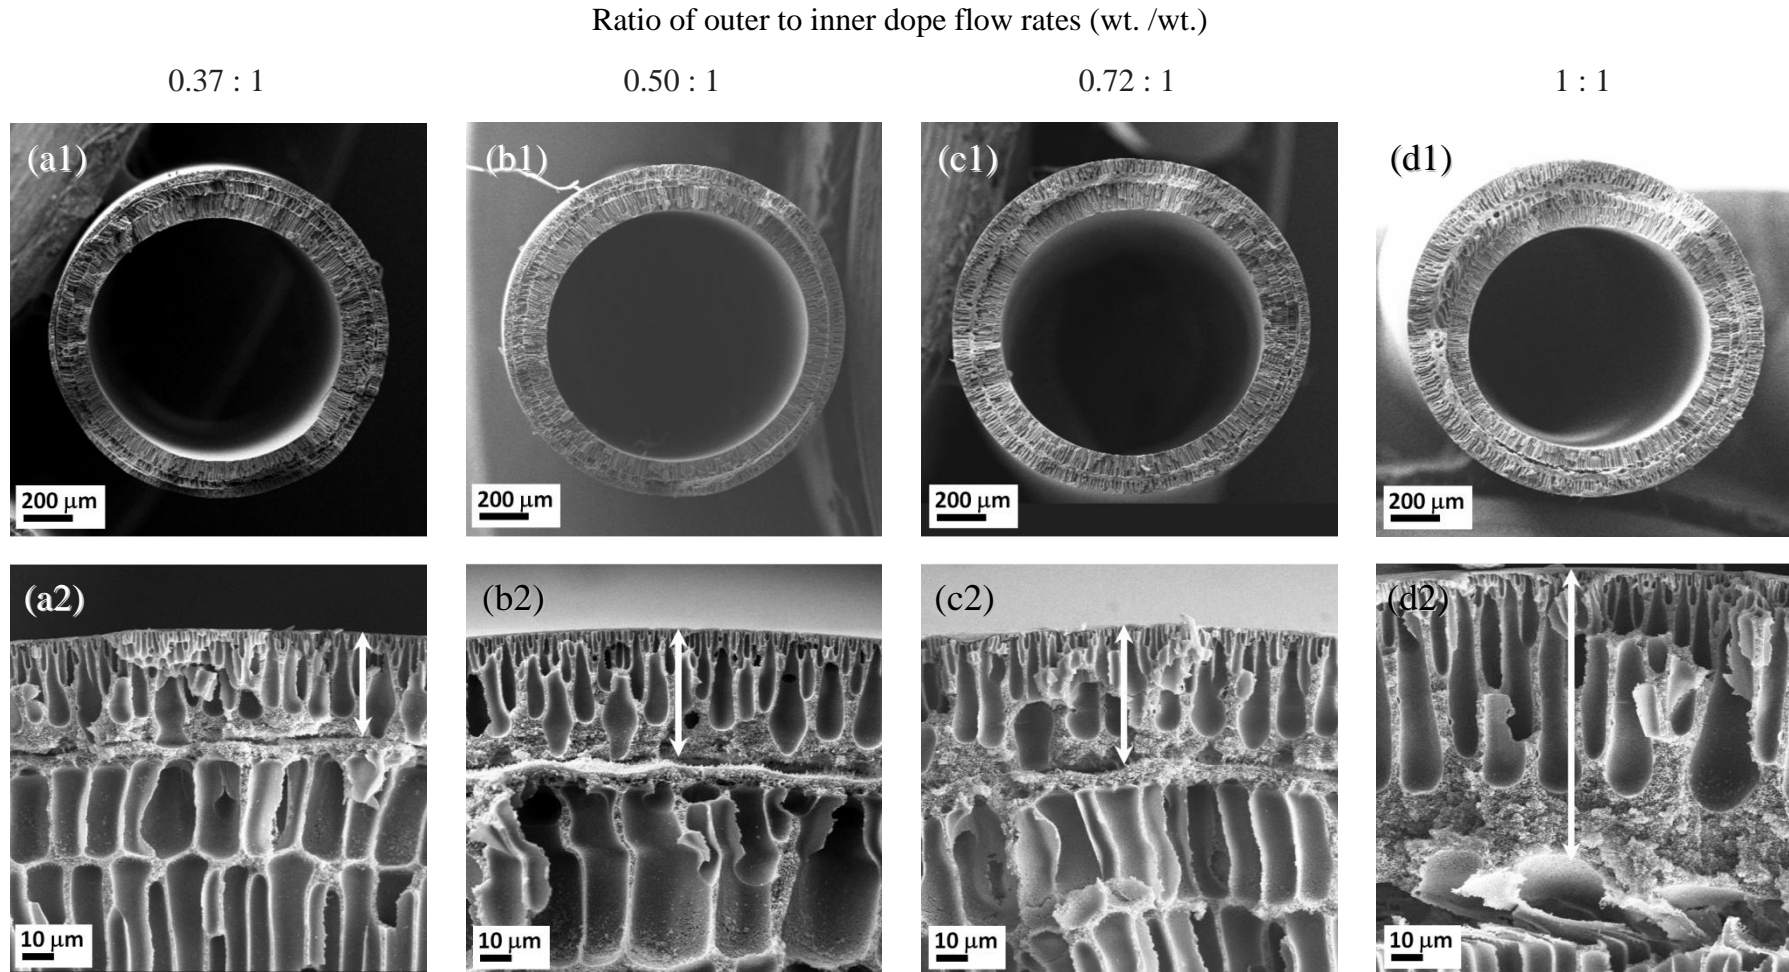 Ratio of outer to inner dope flow rates (wt. /wt.)
0.37 : 1
0.50 : 1
0.72 : 1
1 : 1
(a1)
(b1)
(c1)
(d1)
200 μm
200 μm
200 μm
200 μm
(a2)
(b2)
(c2)
(d2)
10 μm
10 μm
10 μm
10 μm